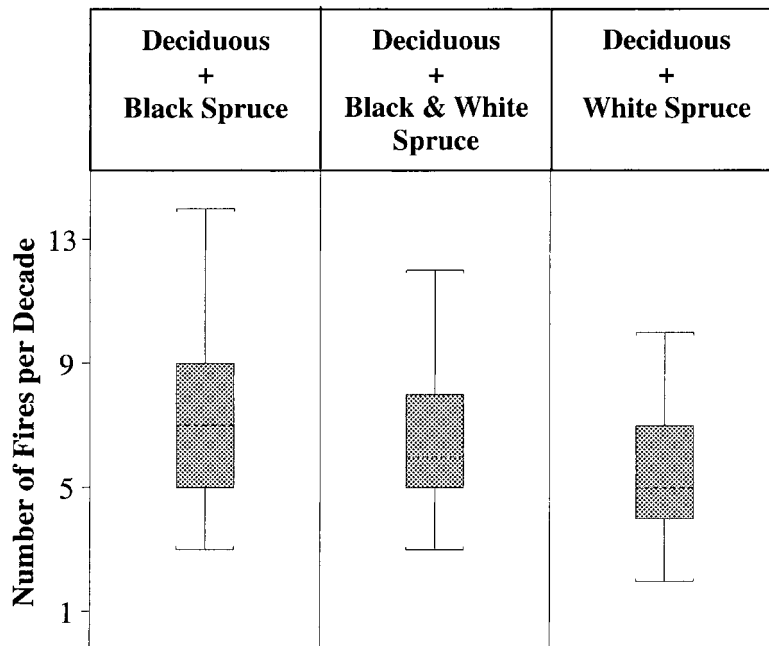 Deciduous
+
Black Spruce
Deciduous
+
Black & White
Spruce
Deciduous
+
White Spruce
Number of Fires per Decade
13
9
5
1